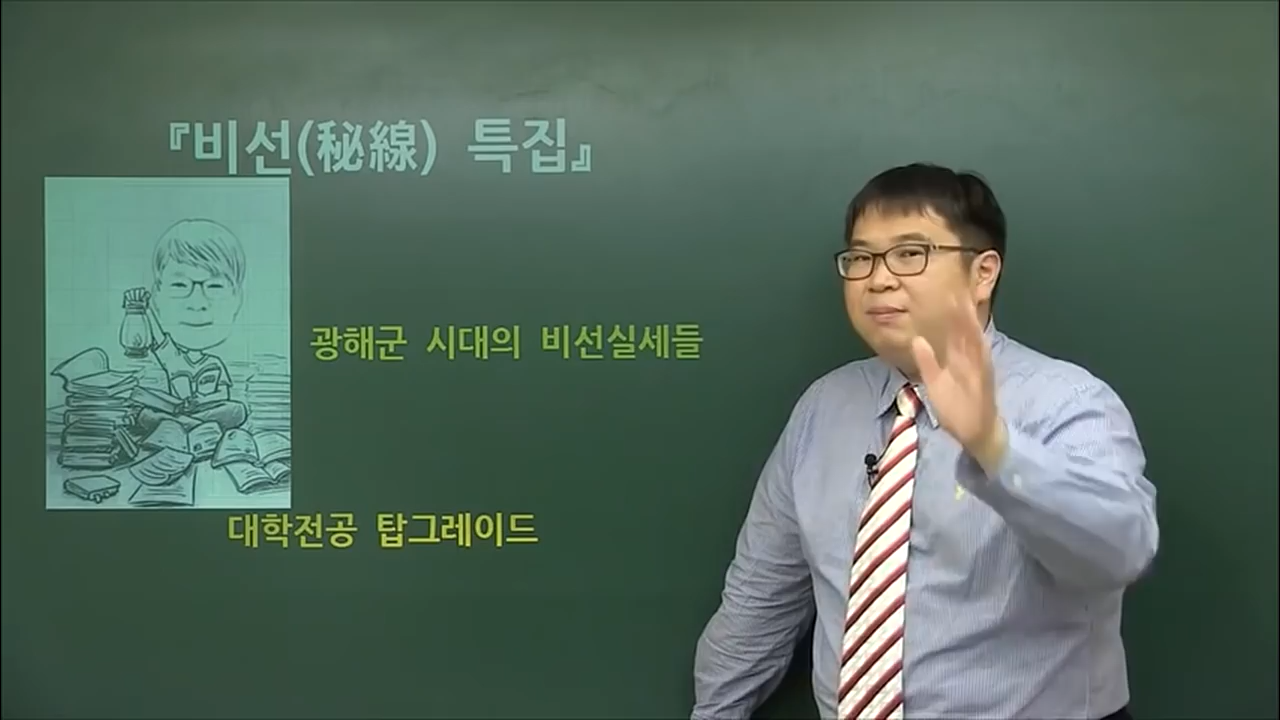 『비선(秘線) 특집』
광해군 시대의 비선실세들
대학전공 탑그레이드